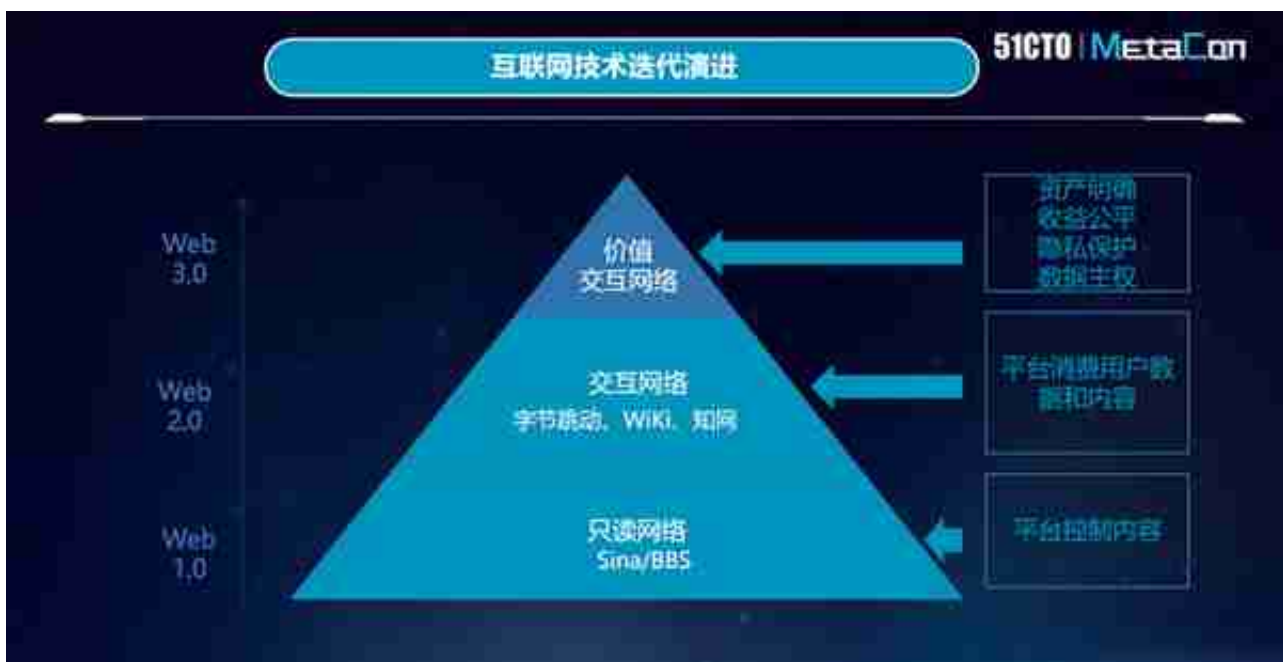 互联网技术迭代演进
51CTO | MetaCon
Web
3.0
价值
交互网络
资产明确
收益公平
隐私保护
数据主权
Web
2.0
交互网络
字节跳动、WiKi、知网
平台消费用户数
据和内容
Web
1.0
只读网络
Sina/BBS
平台控制内容